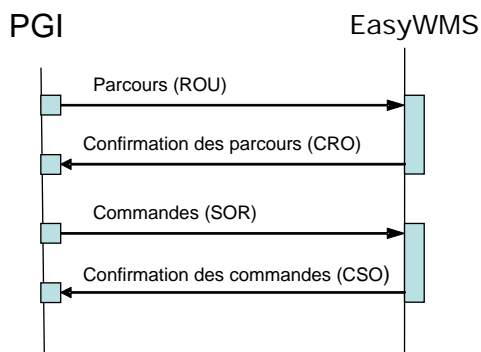 PGI
EasyWMS
Parcours (ROU)
Confirmation des parcours (CRO)
Commandes (SOR)
Confirmation des commandes (CSO)